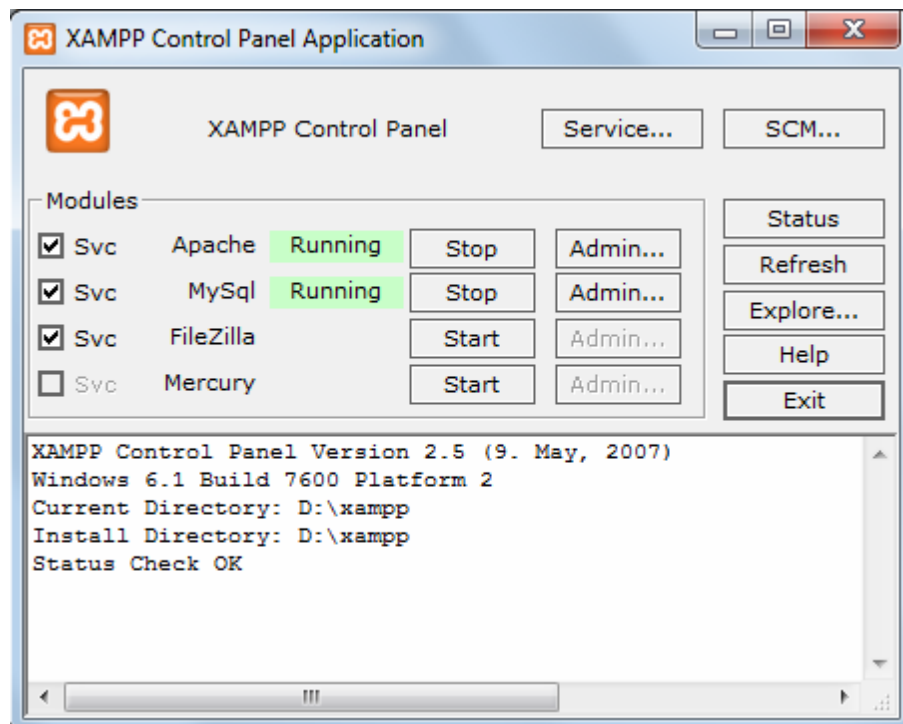 XAMPP Control Panel Application
XAMPP Control Panel Service... SCM...
Modules
Svc Apache Running Stop Admin...
Svc MySql Running Stop Admin...
Svc FileZilla Start Admin...
Svc Mercury Start Admin...
Status
Refresh
Explore...
Help
Exit
XAMPP Control Panel Version 2.5 (9. May, 2007)
Windows 6.1 Build 7600 Platform 2
Current Directory: D:\xampp
Install Directory: D:\xampp
Status Check OK